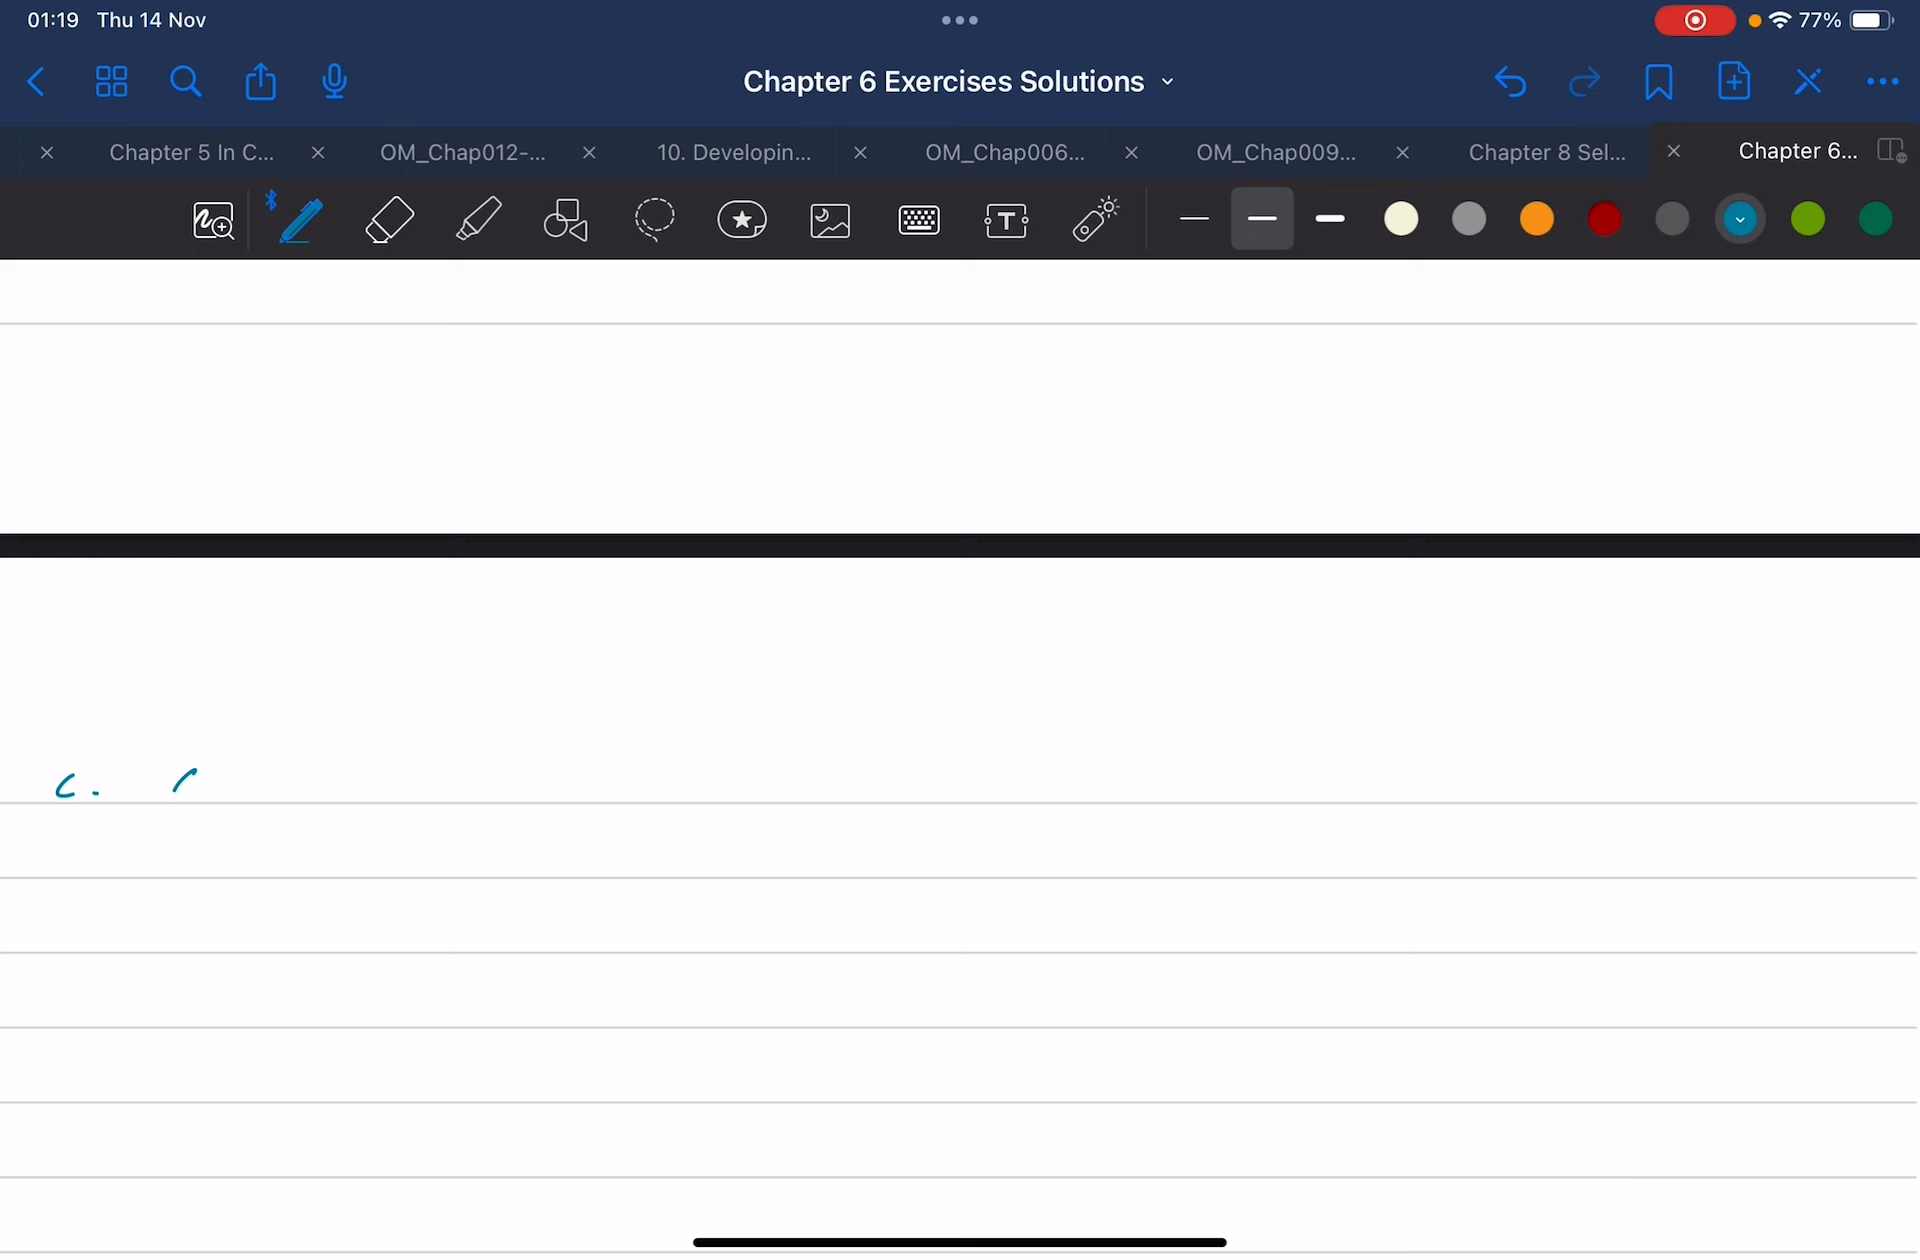 01:19 Thu 14 Nov
77%
Chapter 6 Exercises Solutions
Chapter 5 In C...
OM_Chap012-...
10. Developin...
OM_Chap006...
OM_Chap009...
Chapter 8 Sel...
Chapter 6...
T
c.